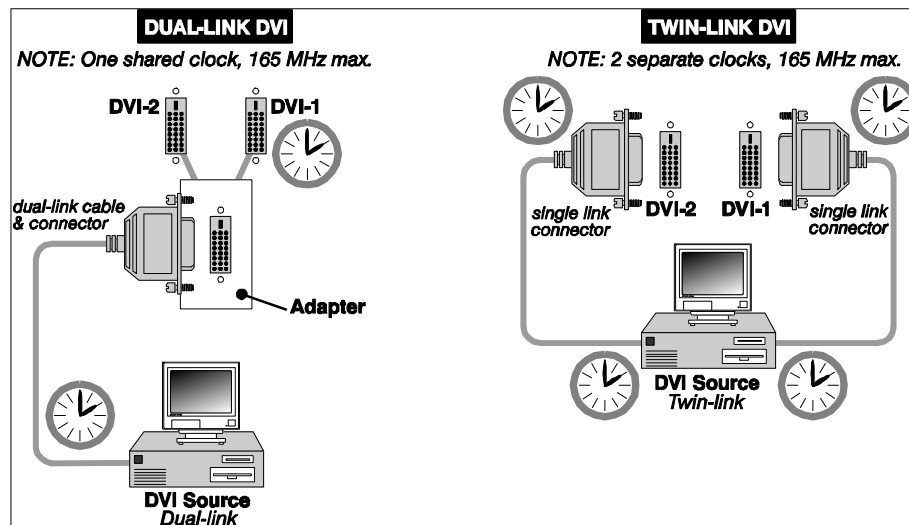 DUAL-LINK DVI
NOTE: One shared clock, 165 MHz max.
DVI-2
DVI-1
dual-link cable
& connector
Adapter
DVI Source
Dual-link
TWIN-LINK DVI
NOTE: 2 separate clocks, 165 MHz max.
single link
connector
DVI-2
DVI-1
single link
connector
DVI Source
Twin-link